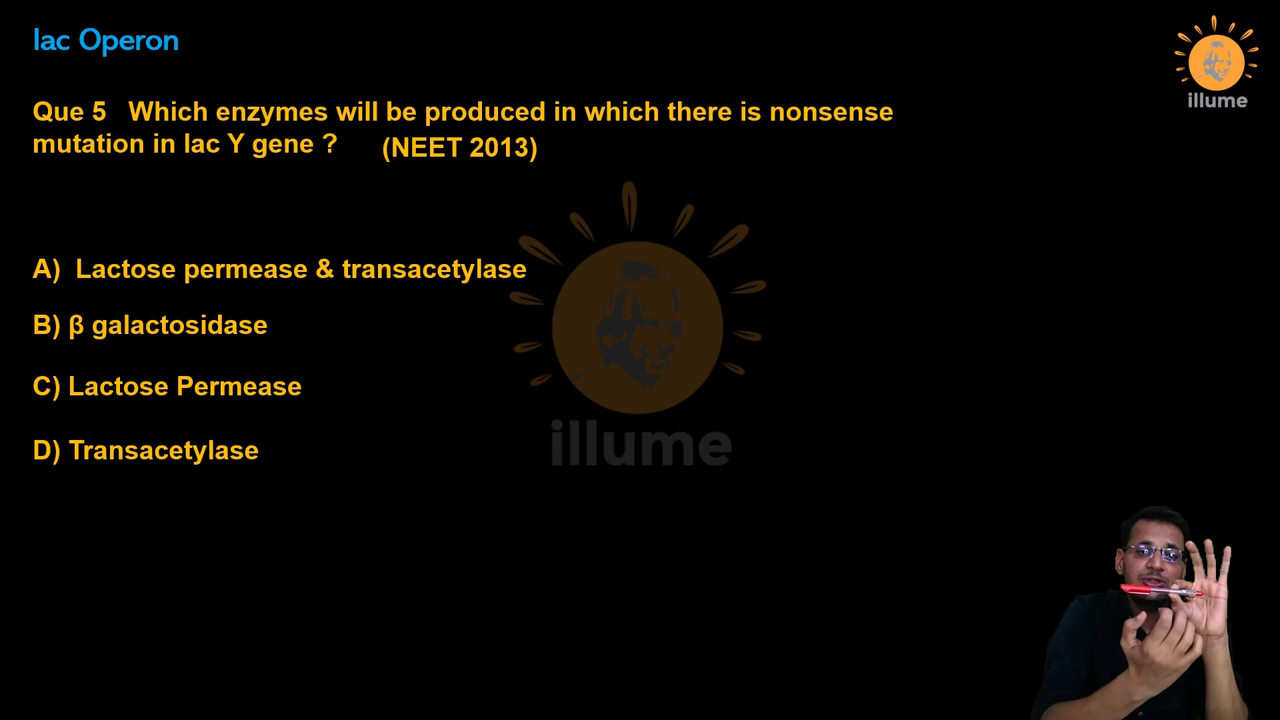 lac Operon
illume
Que 5 Which enzymes will be produced in which there is nonsense
mutation in lac Y gene ? (NEET 2013)
A) Lactose permease & transacetylase
B) β galactosidase
C) Lactose Permease
D) Transacetylase
illume